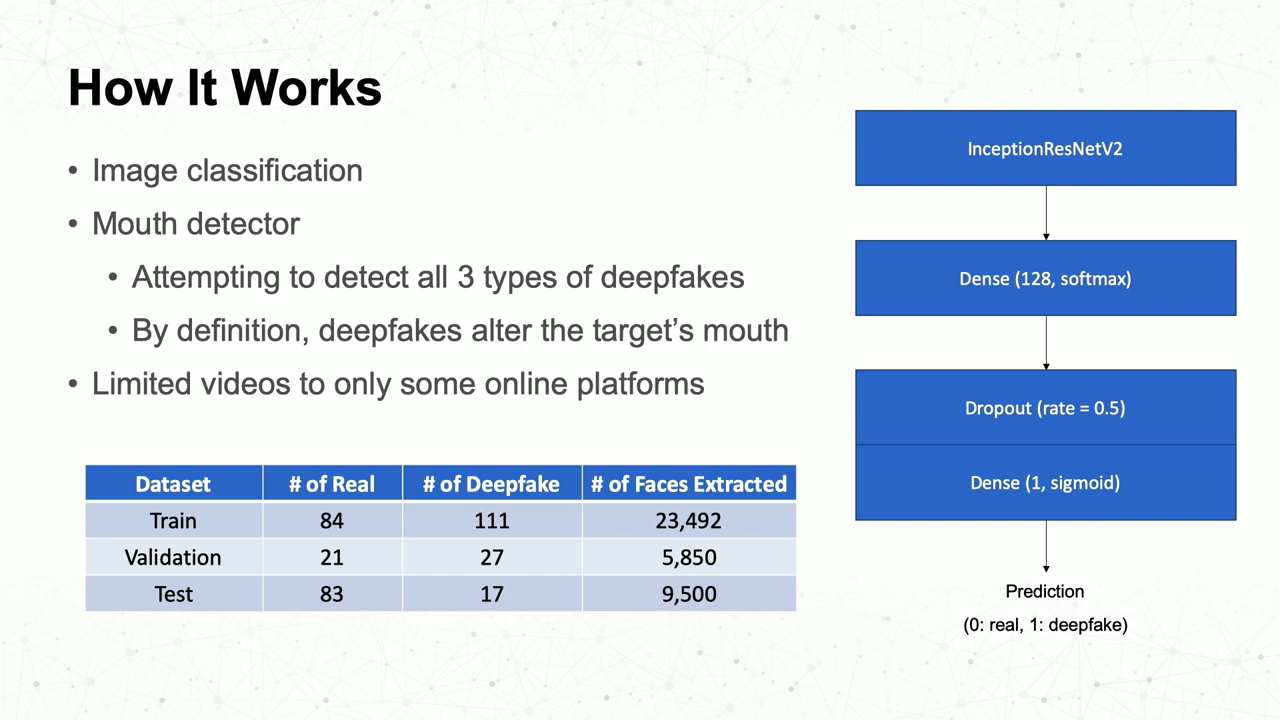 How It Works
• Image classification
• Mouth detector
• Attempting to detect all 3 types of deepfakes
• By definition, deepfakes alter the target's mouth
• Limited videos to only some online platforms
Dataset # of Real # of Deepfake # of Faces Extracted
Train 84 111 23,492
Validation 21 27 5,850
Test 83 17 9,500
InceptionResNetV2
Dense (128, softmax)
Dropout (rate = 0.5)
Dense (1, sigmoid)
Prediction
(0: real, 1: deepfake)